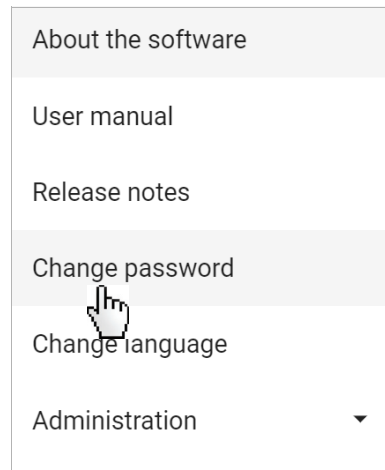 About the software
User manual
Release notes
Change password
Change language
Administration